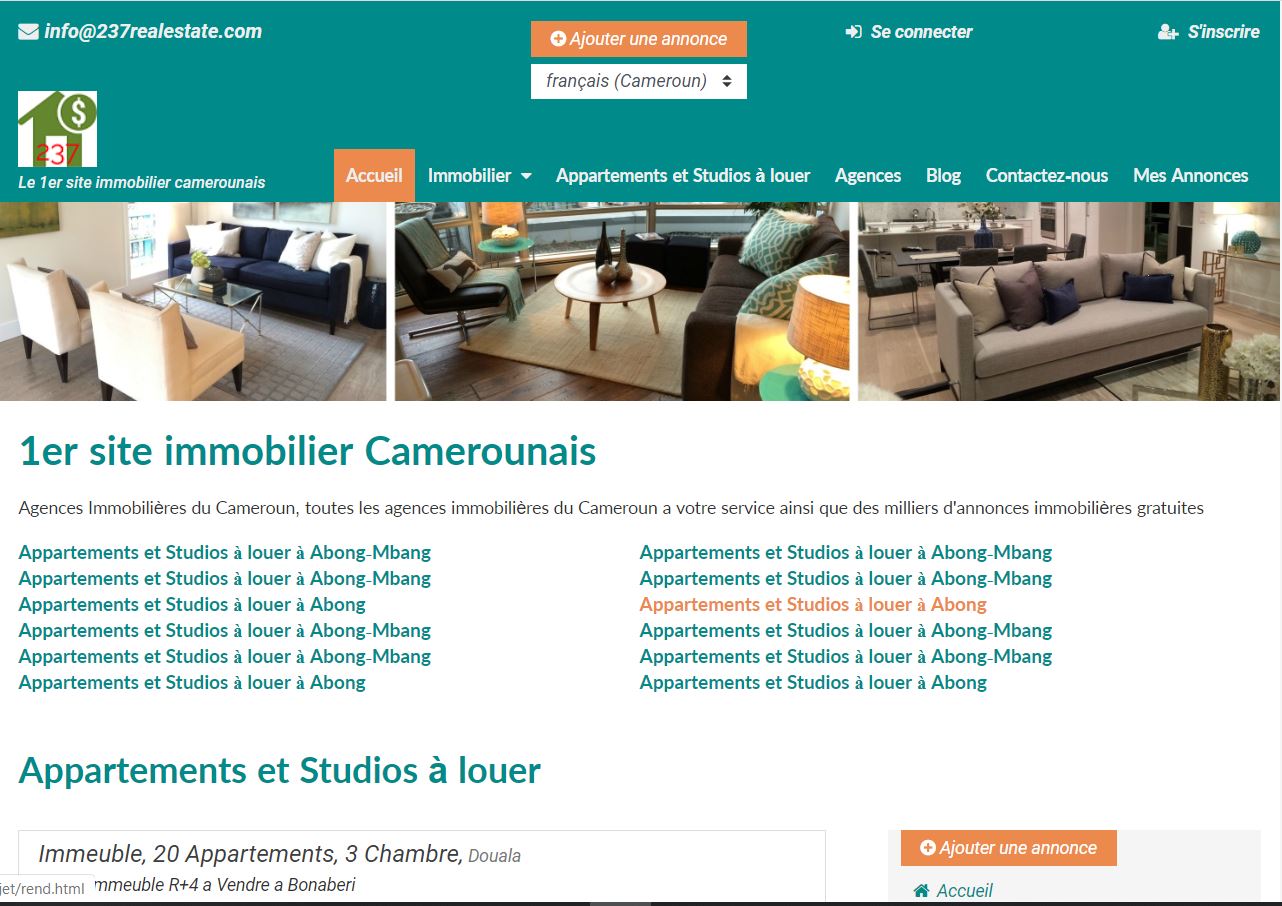 info@237realestate.com
Ajouter une annonce
français (Cameroun)
Se connecter
S'inscrire
$
237
Le 1er site immobilier camerounais
Accueil
Immobilier
Appartements et Studios à louer
Agences
Blog
Contactez-nous
Mes Annonces
1er site immobilier Camerounais
Agences Immobilières du Cameroun, toutes les agences immobilières du Cameroun a votre service ainsi que des milliers d'annonces immobilières gratuites
Appartements et Studios à louer à Abong-Mbang
Appartements et Studios à louer à Abong-Mbang
Appartements et Studios à louer à Abong
Appartements et Studios à louer à Abong-Mbang
Appartements et Studios à louer à Abong-Mbang
Appartements et Studios à louer à Abong
Appartements et Studios à louer à Abong-Mbang
Appartements et Studios à louer à Abong-Mbang
Appartements et Studios à louer à Abong
Appartements et Studios à louer à Abong-Mbang
Appartements et Studios à louer à Abong-Mbang
Appartements et Studios à louer à Abong
Appartements et Studios à louer
Immeuble, 20 Appartements, 3 Chambre, Douala
mmeuble R+4 a Vendre a Bonaberi
jet/rend.html
Ajouter une annonce
Accueil